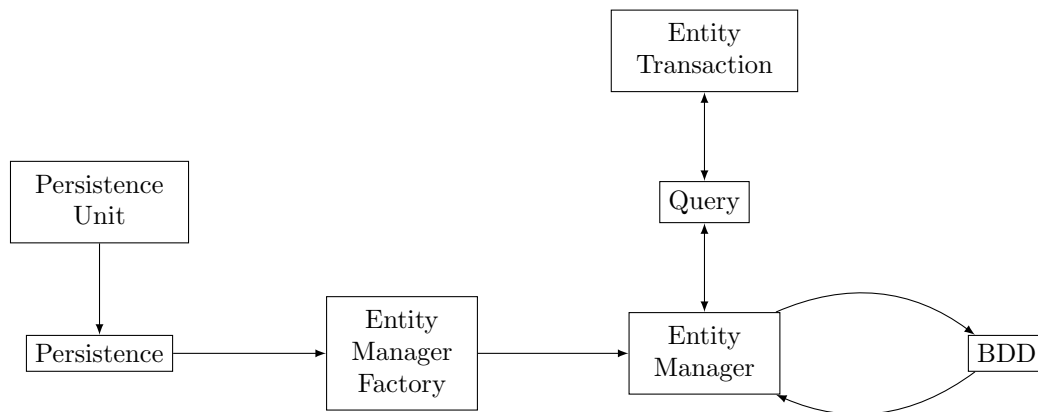 Entity
Transaction
Persistence
Unit
Query
Persistence
Entity
Manager
Factory
Entity
Manager
BDD